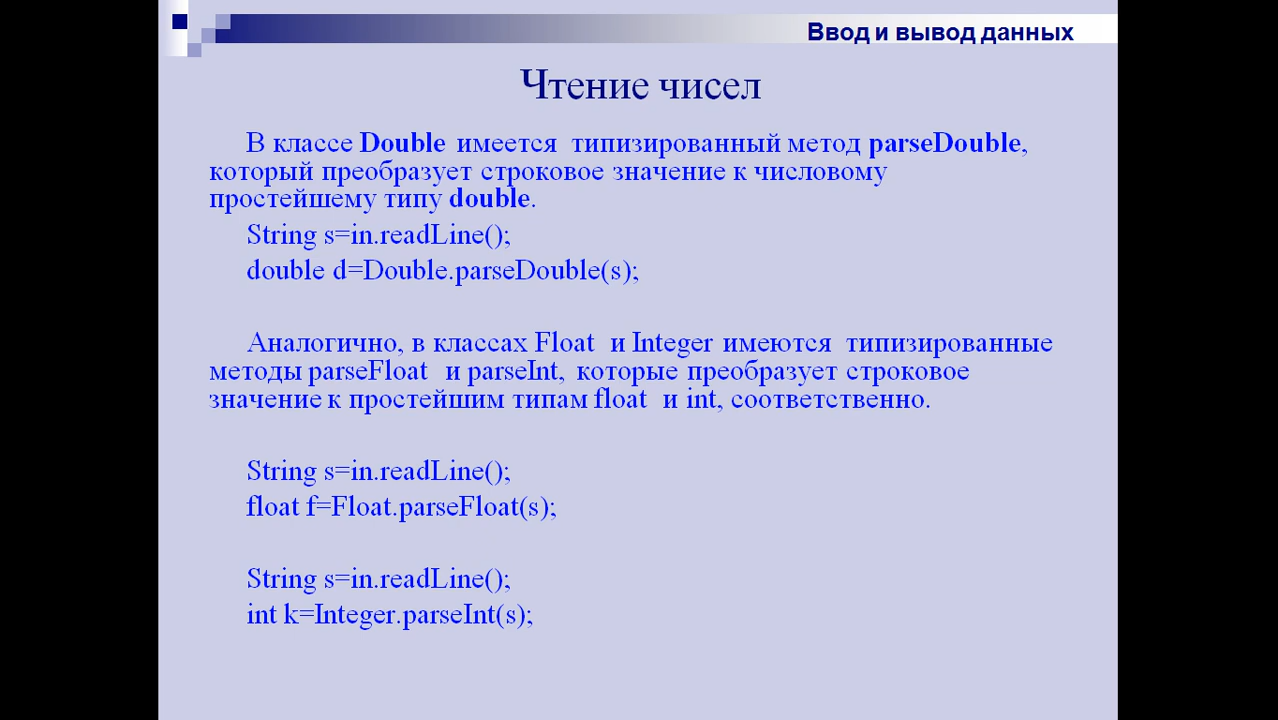 Ввод и вывод данных
Чтение чисел
В классе Double имеется типизированный метод parseDouble,
который преобразует строковое значение к числовому
простейшему типу double.
String s=in.readLine();
double d=Double.parseDouble(s);
Аналогично, в классах Float и Integer имеются типизированные
методы parseFloat и parseInt, которые преобразует строковое
значение к простейшим типам float и int, соответственно.
String s=in.readLine();
float f=Float.parseFloat(s);
String s=in.readLine();
int k=Integer.parseInt(s);